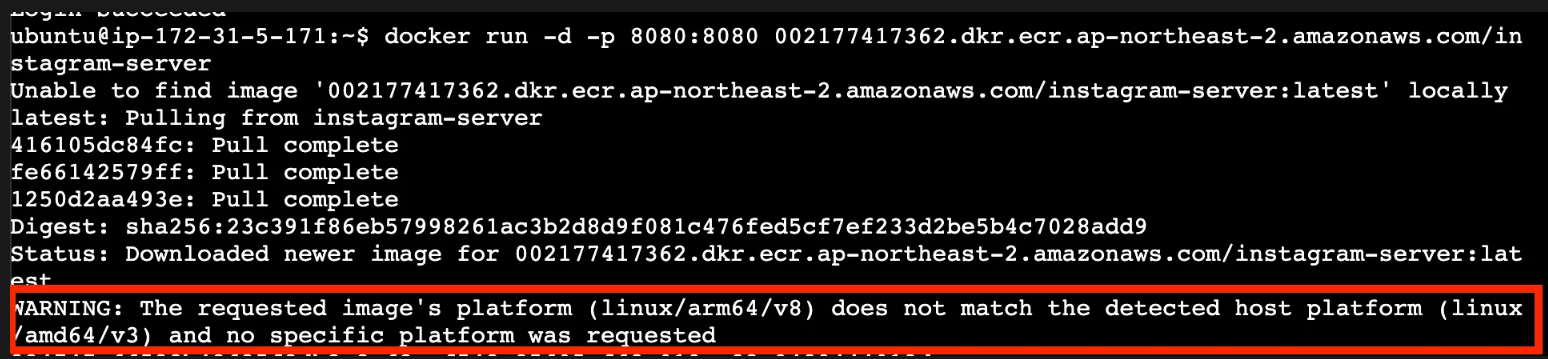 Login Succeeded
ubuntu@ip-172-31-5-171:~$ docker run -d -p 8080:8080 002177417362.dkr.ecr.ap-northeast-2.amazonaws.com/in
stagram-server
Unable to find image '002177417362.dkr.ecr.ap-northeast-2.amazonaws.com/instagram-server:latest' locally
latest: Pulling from instagram-server
416105dc84fc: Pull complete
fe66142579ff: Pull complete
1250d2aa493e: Pull complete
Digest: sha256:23c391f86eb57998261ac3b2d8d9f081c476fed5cf7ef233d2be5b4c7028add9
Status: Downloaded newer image for 002177417362.dkr.ecr.ap-northeast-2.amazonaws.com/instagram-server:lat
est
WARNING: The requested image's platform (linux/arm64/v8) does not match the detected host platform (linux
/amd64/v3) and no specific platform was requested